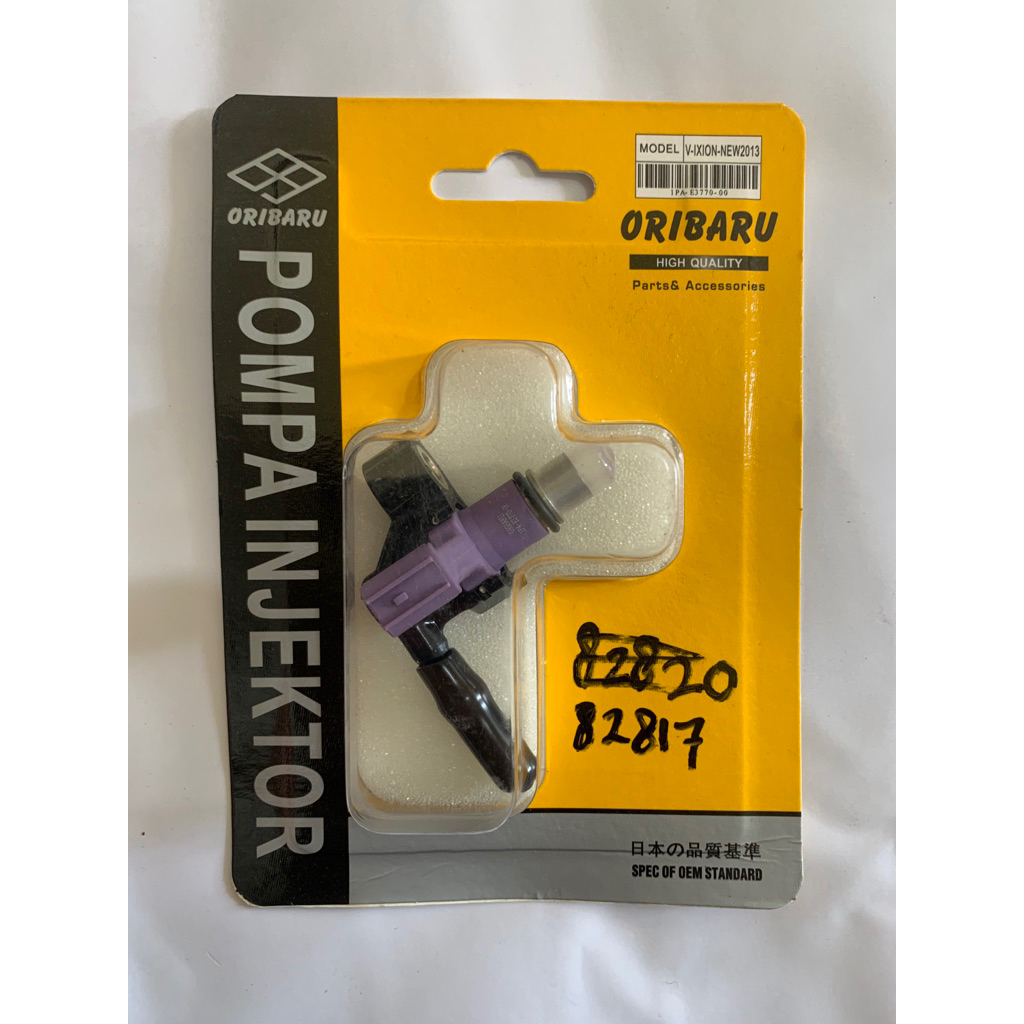 ORIBARU
POMPA INJEKTOR
MODEL V-IXION-NEW2013
1PA-E3770-00
ORIBARU
HIGH QUALITY
Parts& Accessories
82820
82817
日本の品質基準
SPEC OF OEM STANDARD